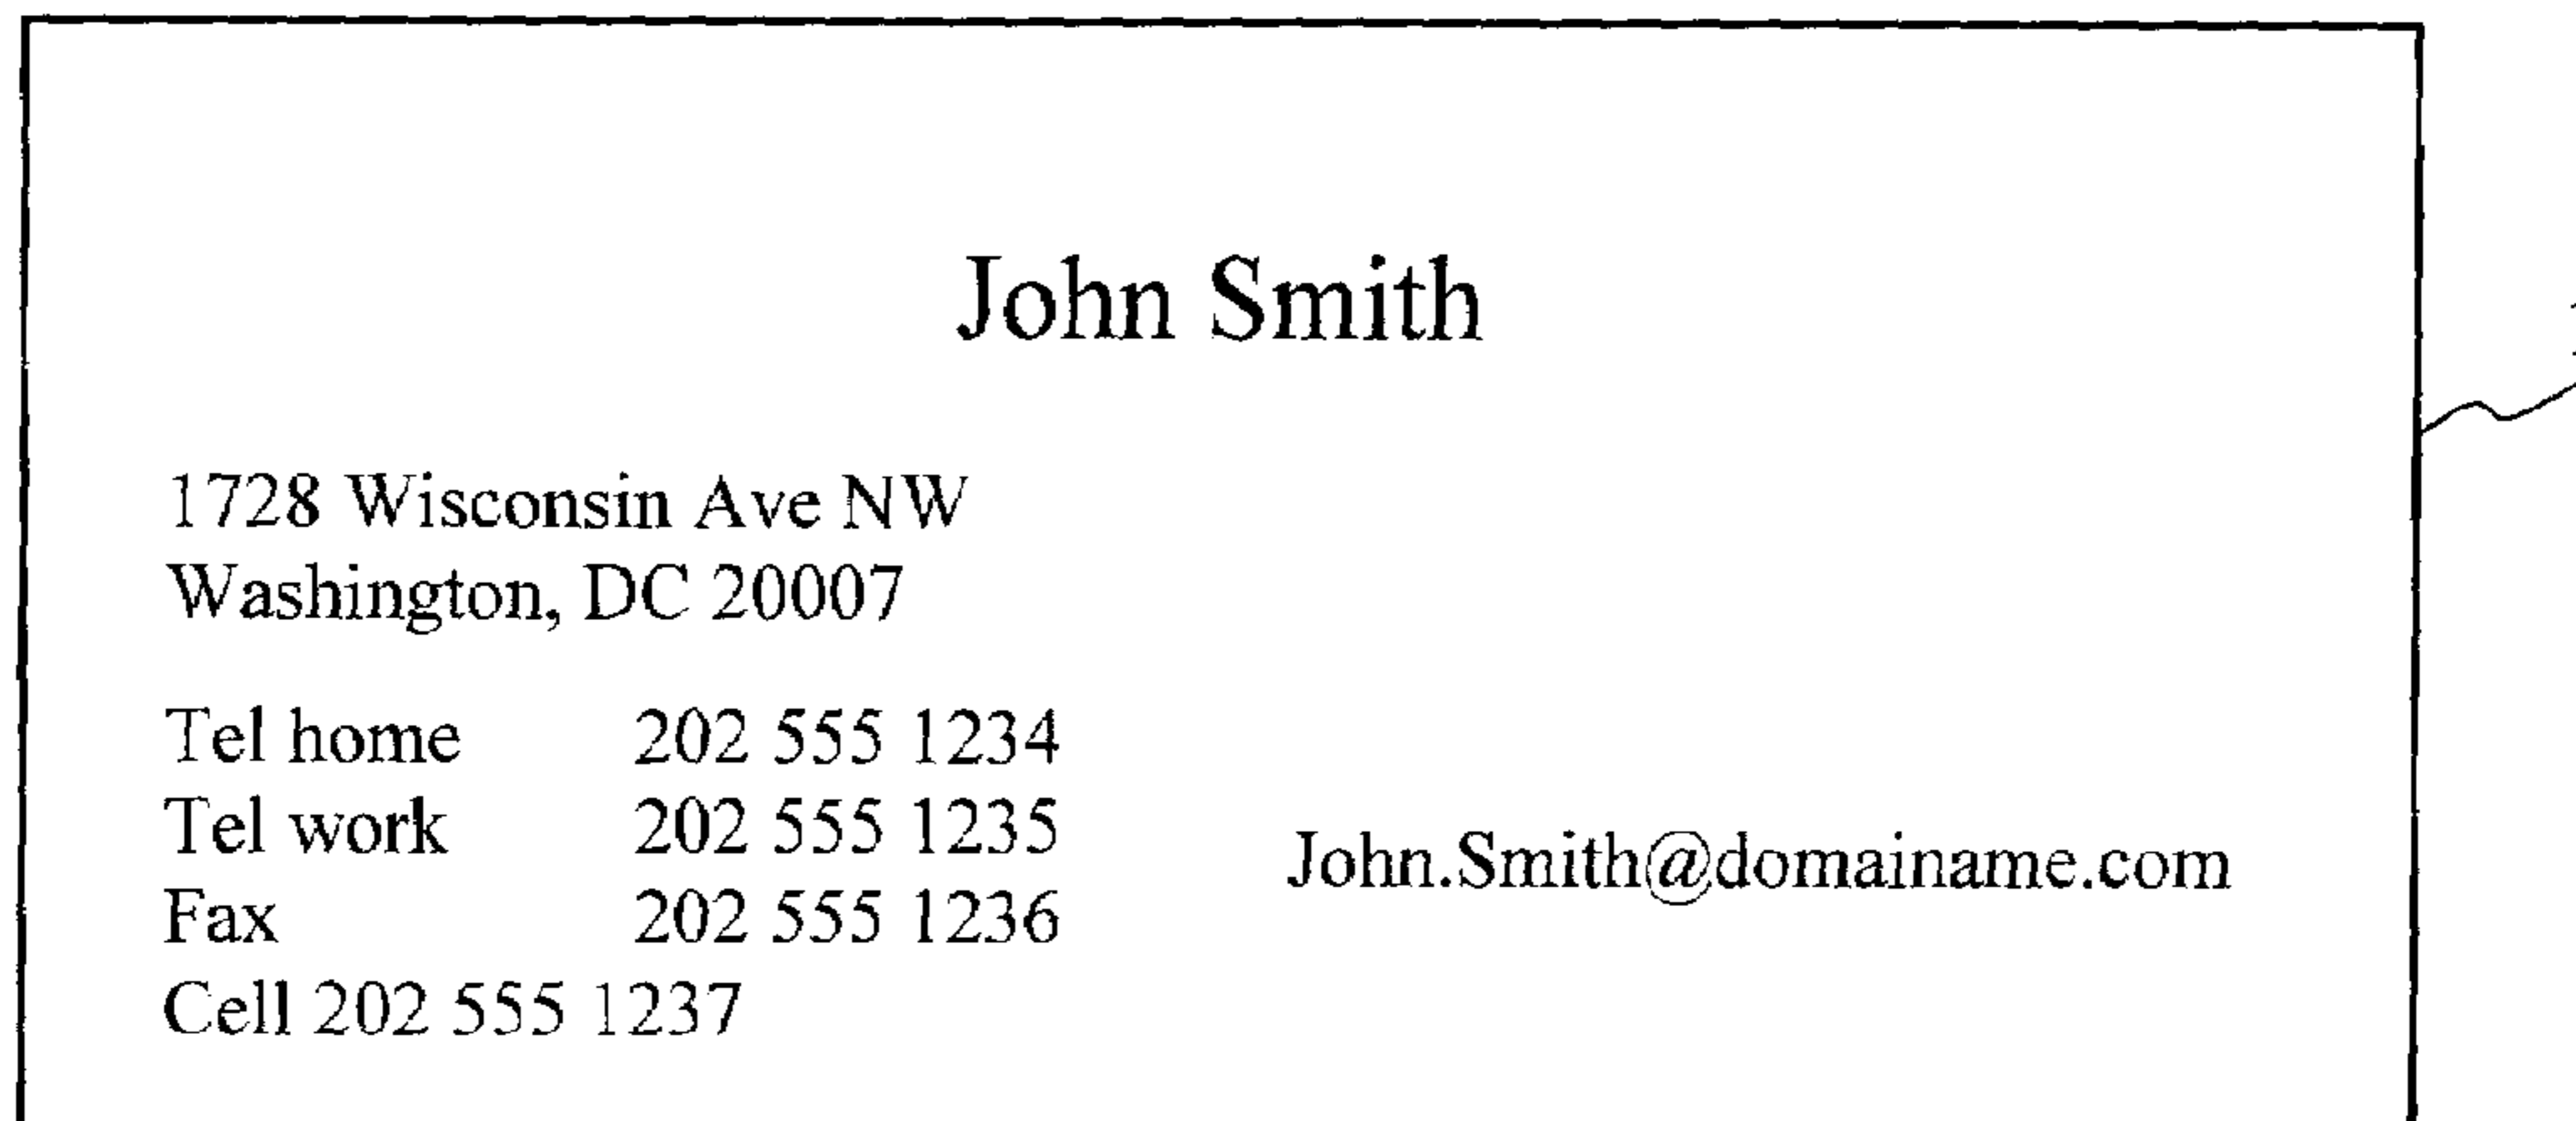 John Smith
1728 Wisconsin Ave NW
Washington, DC 20007
Tel home 202 555 1234
Tel work 202 555 1235
Fax 202 555 1236
Cell 202 555 1237
John.Smith@domainame.com